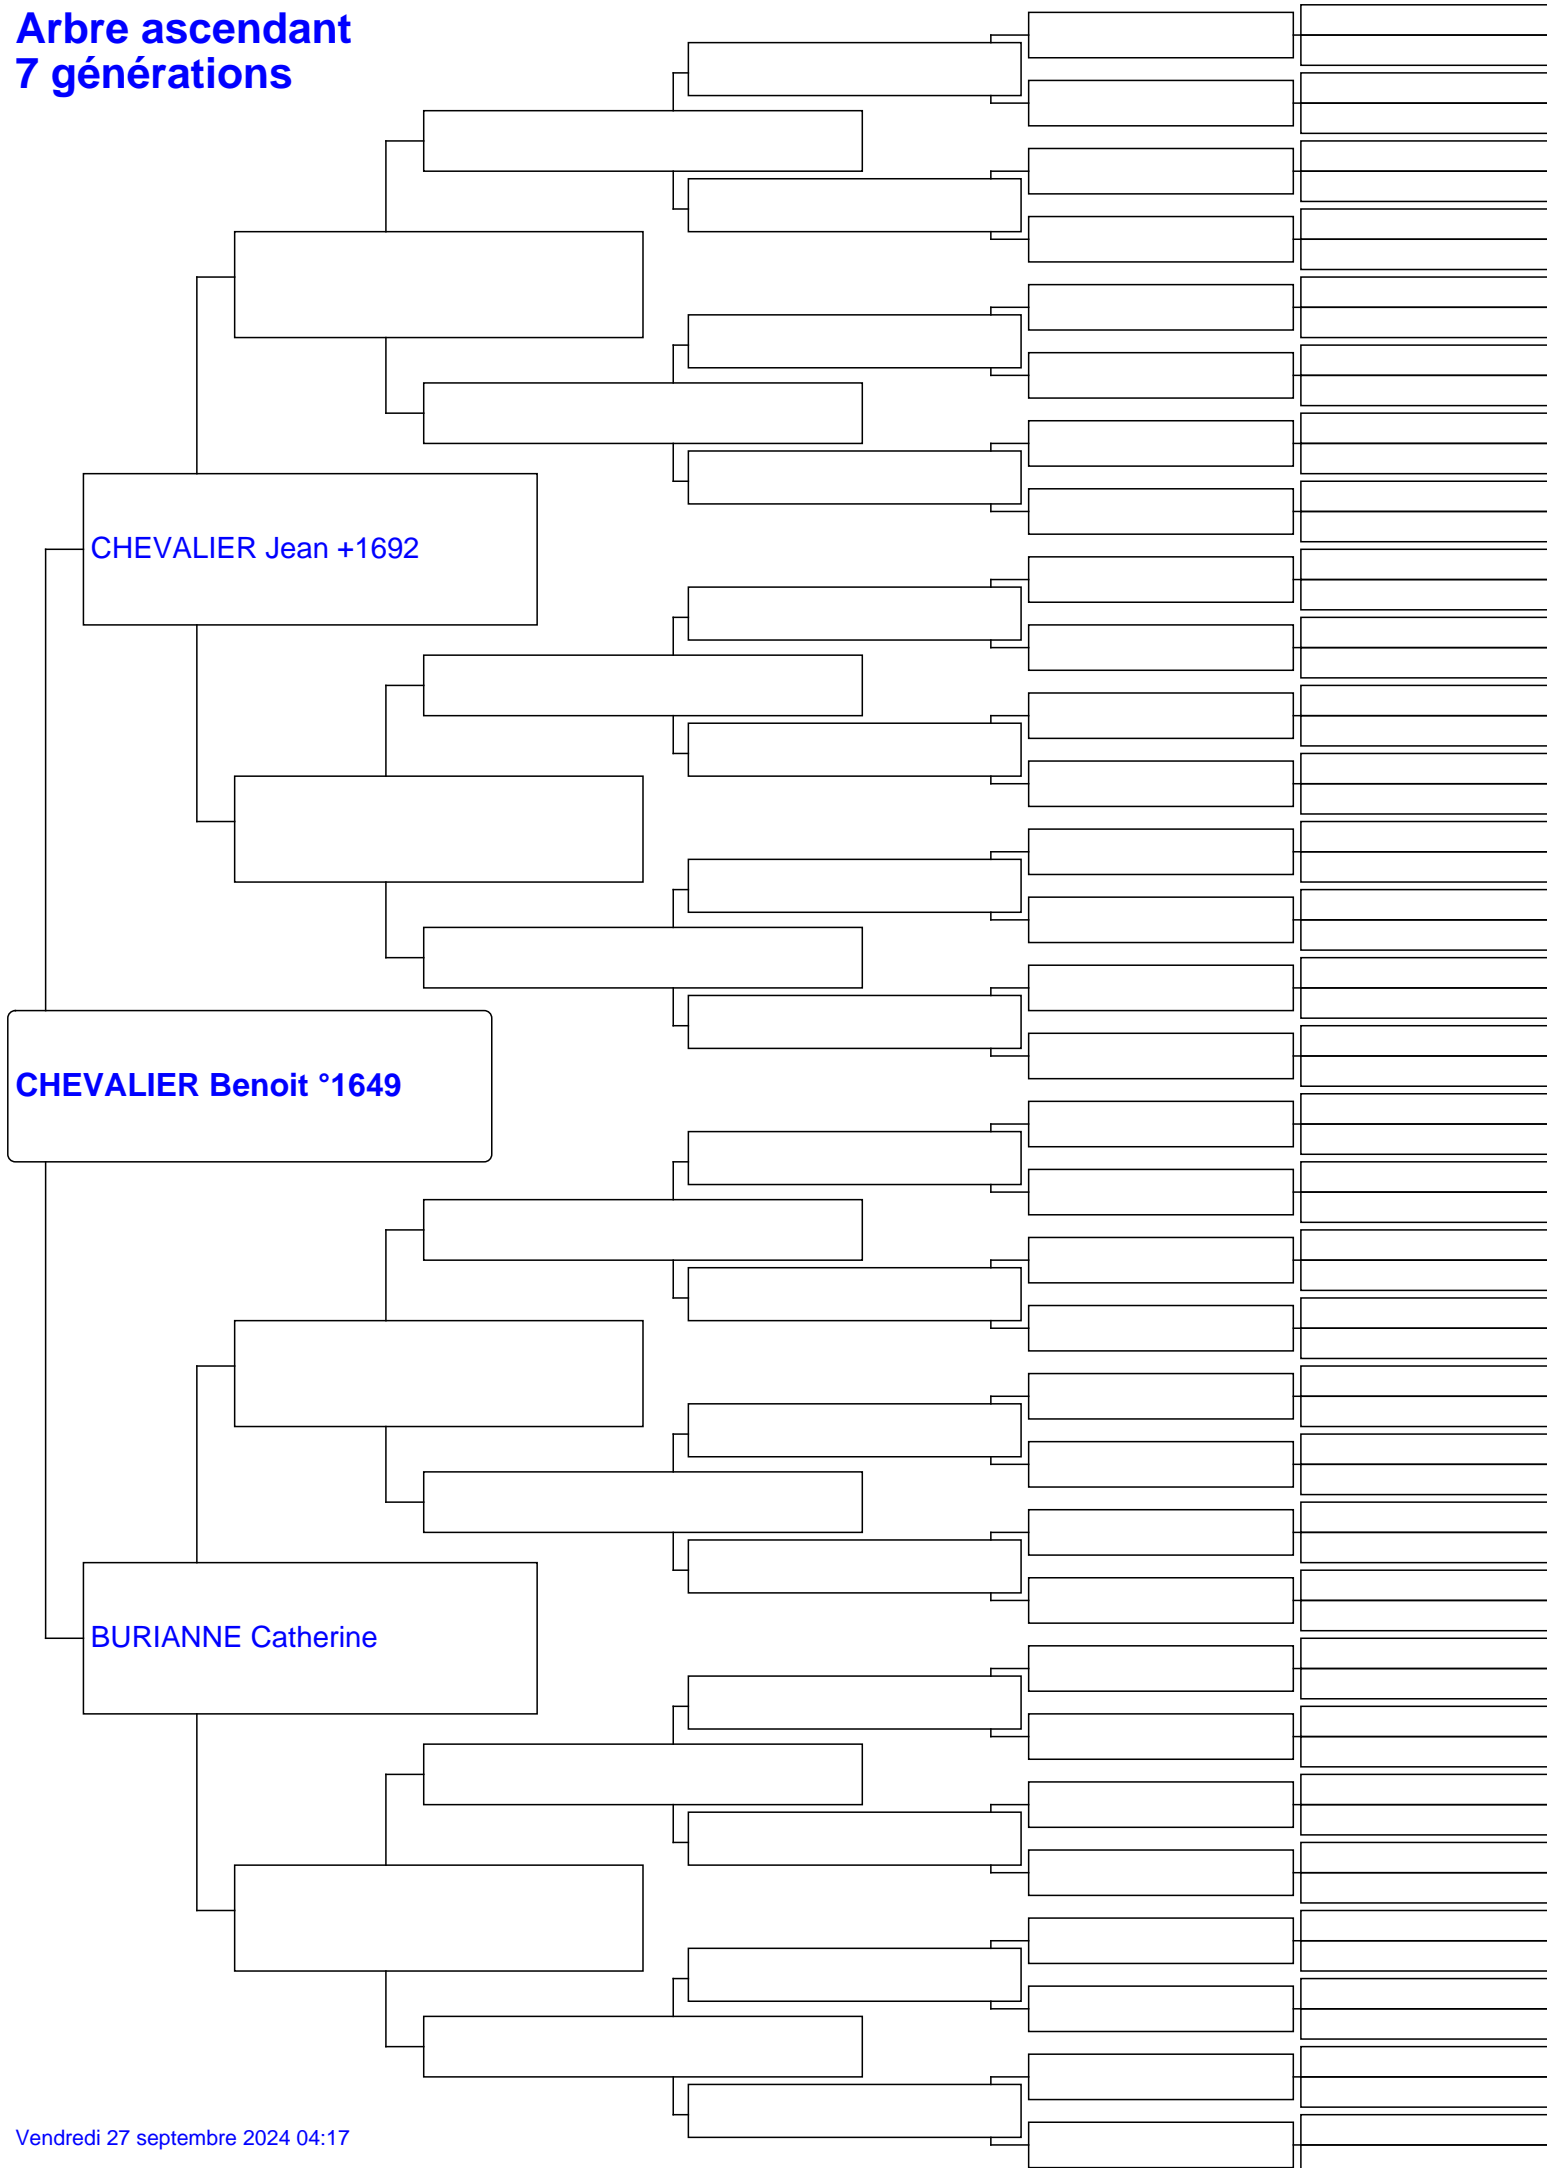 Arbre ascendant
7 générations
CHEVALIER Jean +1692
CHEVALIER Benoit °1649
BURIANNE Catherine
Vendredi 27 septembre 2024 04:17